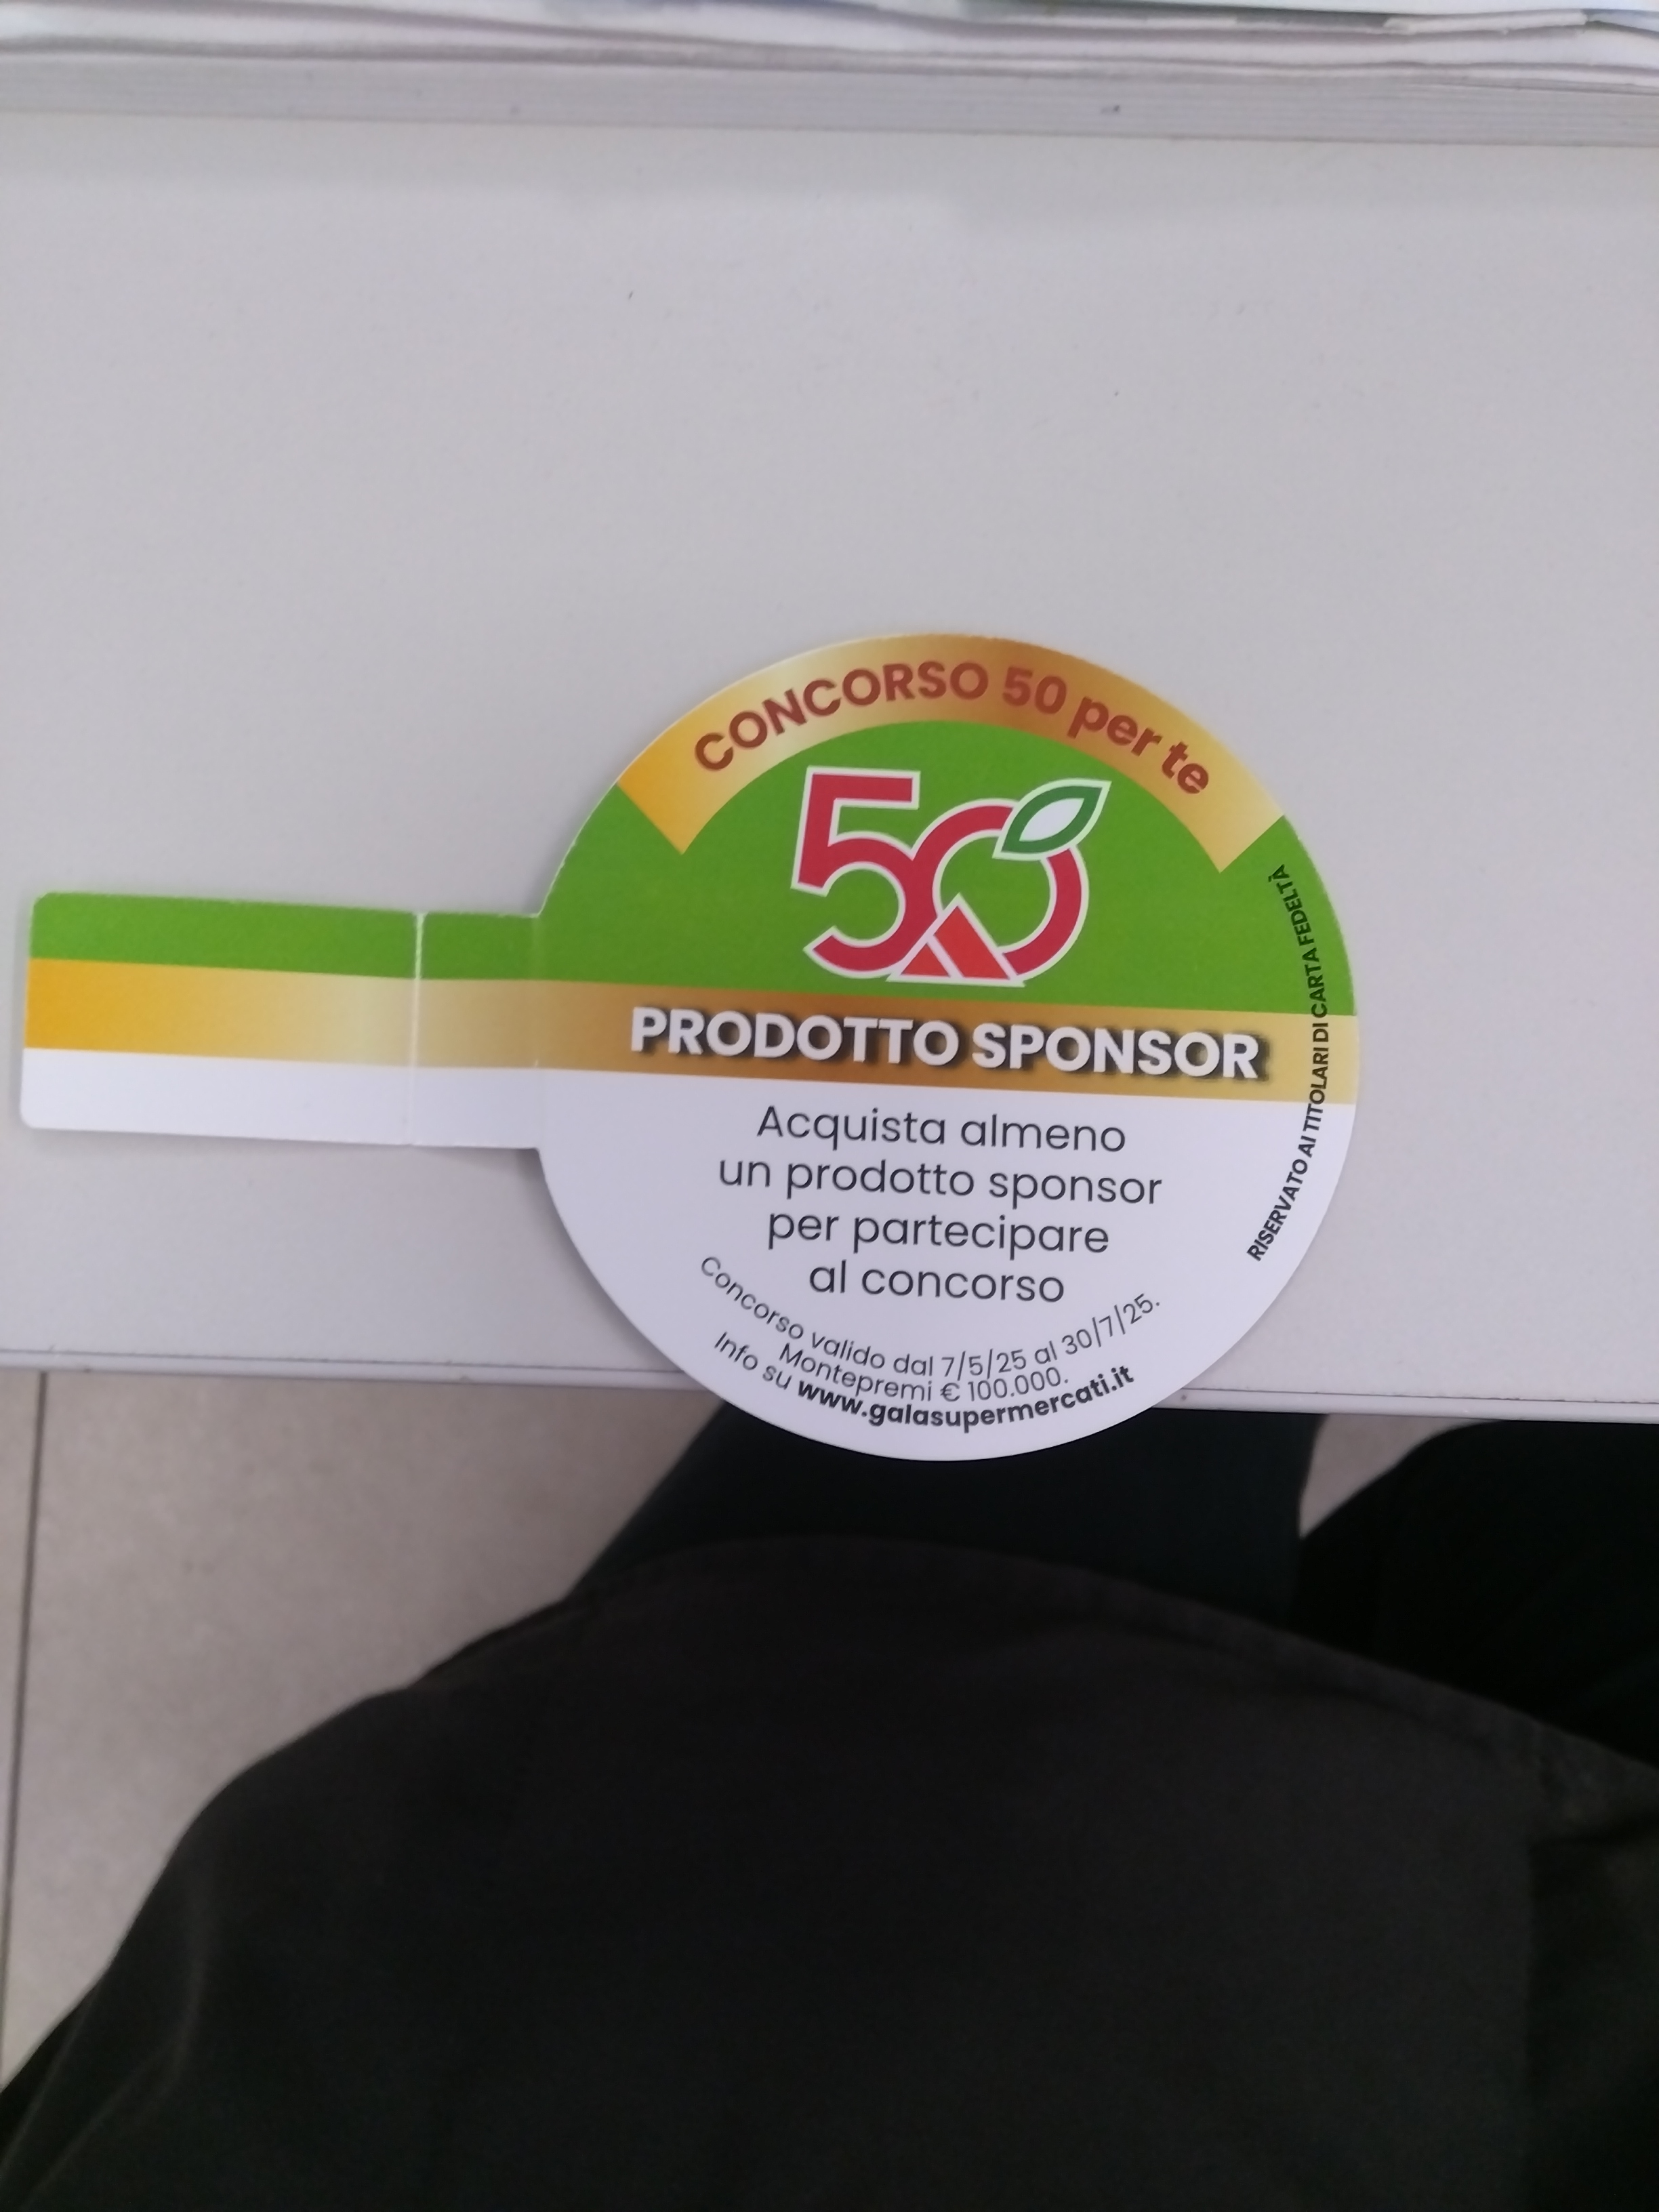 CONCORSO 50 per te
50
PRODOTTO SPONSOR
Acquista almeno
un prodotto sponsor
per partecipare
al concorso
Concorso valido dal 7/5/25 al 30/7/25.
Montepremi € 100.000.
Info su www.galasupermercati.it
RISERVATO AI TITOLARI DI CARTA FEDELTÀ